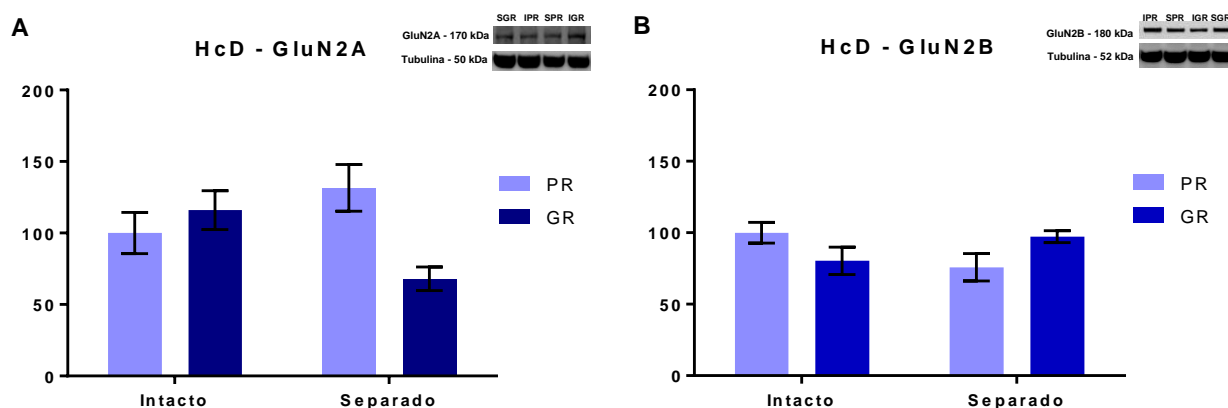 A
HcD - GluN2A
SGR IPR SPR IGR
GluN2A - 170 kDa
Tubulina - 50 kDa
200
150
100
50
0
Intacto Separado
PR
GR
B
HcD - GluN2B
IPR SPR IGR SGR
GluN2B - 180 kDa
Tubulina - 52 kDa
200
150
100
50
0
Intacto Separado
PR
GR